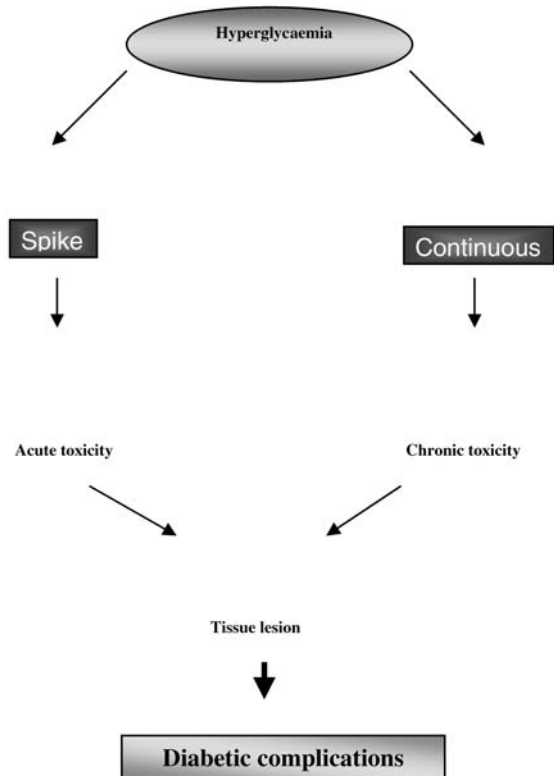 Hyperglycaemia
Spike
Continuous
Acute toxicity
Chronic toxicity
Tissue lesion
Diabetic complications